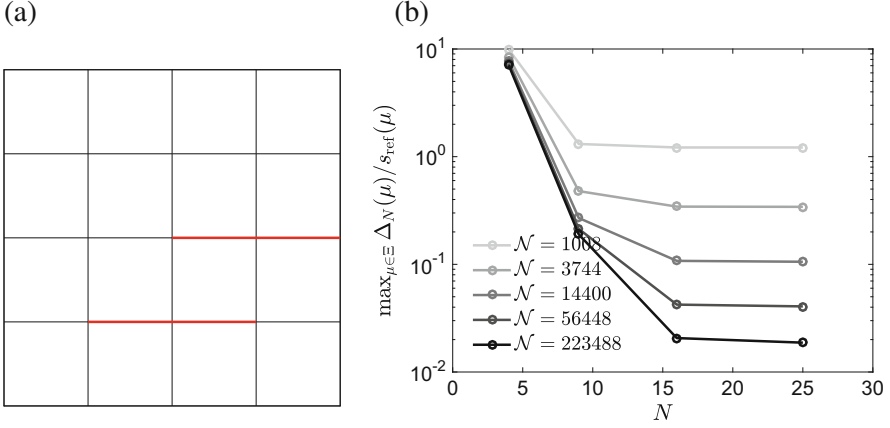 (a)
(b)
max_{μ∈Ξ} Δ_N(μ)/s_ref(μ)
10^1
10^0
10^-1
10^-2
𝒩 = 1008
𝒩 = 3744
𝒩 = 14400
𝒩 = 56448
𝒩 = 223488
0 5 10 15 20 25 30
N